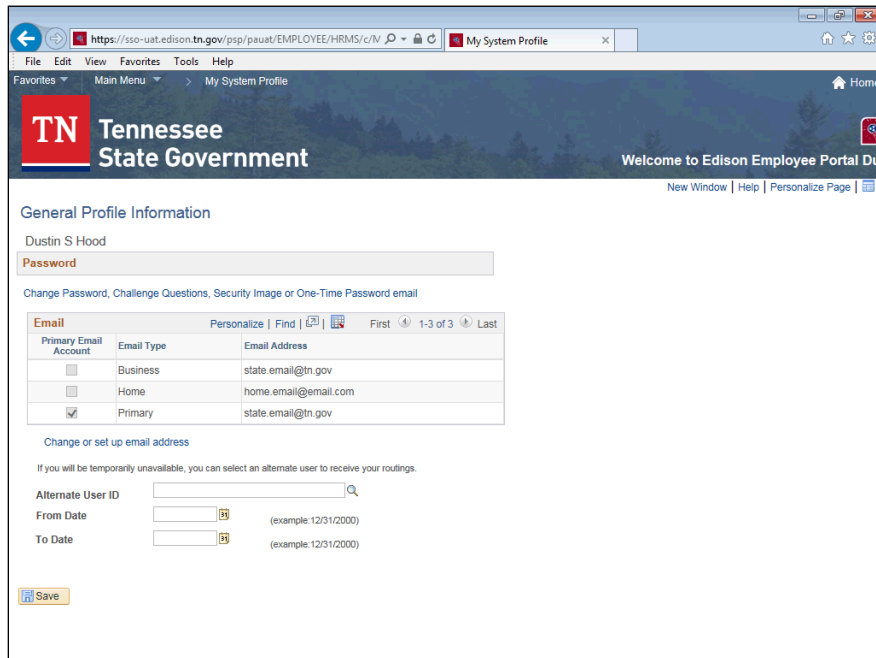 https://sso-uat.edison.tn.gov/psp/pauat/EMPLOYEE/HRMS/c/
My System Profile
File Edit View Favorites Tools Help
Favorites Main Menu > My System Profile
Home
TN Tennessee
State Government
Welcome to Edison Employee Portal Du
New Window | Help | Personalize Page |
General Profile Information
Dustin S Hood
Password
Change Password, Challenge Questions, Security Image or One-Time Password email
Email Personalize | Find | | First 1-3 of 3 Last
Primary Email Account Email Type Email Address
Business state.email@tn.gov
Home home.email@email.com
Primary state.email@tn.gov
Change or set up email address
If you will be temporarily unavailable, you can select an alternate user to receive your routings.
Alternate User ID
From Date 31 (example:12/31/2000)
To Date 31 (example:12/31/2000)
Save